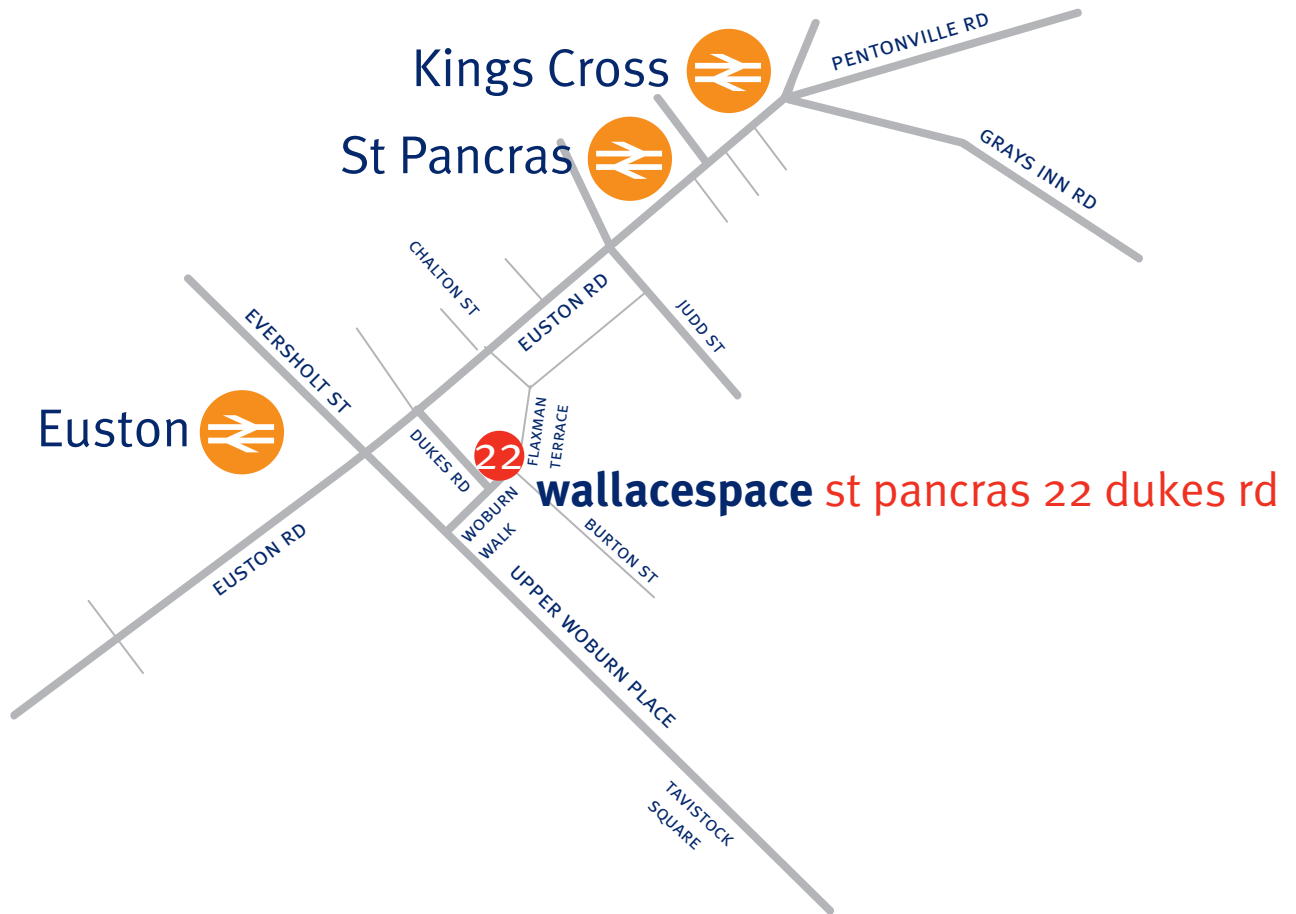 PENTONVILLE RD
Kings Cross
St Pancras
GRAYS INN RD
CHALTON ST
EUSTON RD
JUDD ST
EVERSHOLT ST
Euston
FLAXMAN
TERRACE
DUKES RD
22
wallacespace st pancras 22 dukes rd
WOBURN
WALK
BURTON ST
EUSTON RD
UPPER WOBURN PLACE
TAVISTOCK
SQUARE